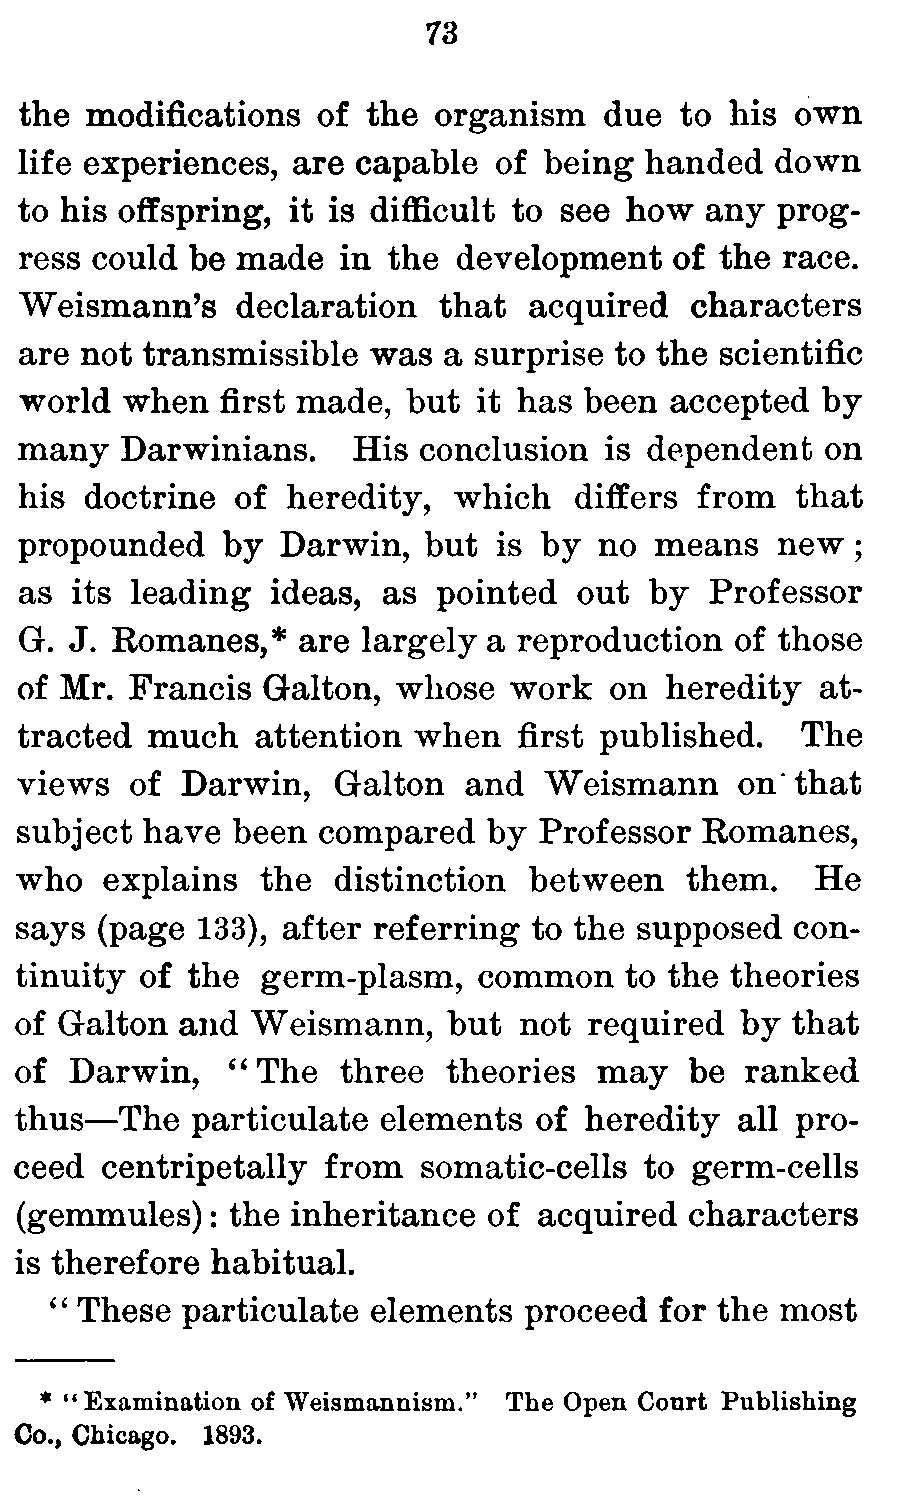 73
the modifications of the organism due to his own
life experiences, are capable of being handed down
to his offspring, it is difficult to see how any prog-
ress could be made in the development of the race.
Weismann's declaration that acquired characters
are not transmissible was a surprise to the scientific
world when first made, but it has been accepted by
many Darwinians. His conclusion is dependent on
his doctrine of heredity, which differs from that
propounded by Darwin, but is by no means new ;
as its leading ideas, as pointed out by Professor
G. J. Romanes,* are largely a reproduction of those
of Mr. Francis Galton, whose work on heredity at-
tracted much attention when first published. The
views of Darwin, Galton and Weismann on that
subject have been compared by Professor Romanes,
who explains the distinction between them. He
says (page 133), after referring to the supposed con-
tinuity of the germ-plasm, common to the theories
of Galton and Weismann, but not required by that
of Darwin, “ The three theories may be ranked
thus—The particulate elements of heredity all pro-
ceed centripetally from somatic-cells to germ-cells
(gemmules) : the inheritance of acquired characters
is therefore habitual.
“ These particulate elements proceed for the most
* “ Examination of Weismannism.” The Open Court Publishing
Co., Chicago. 1893.